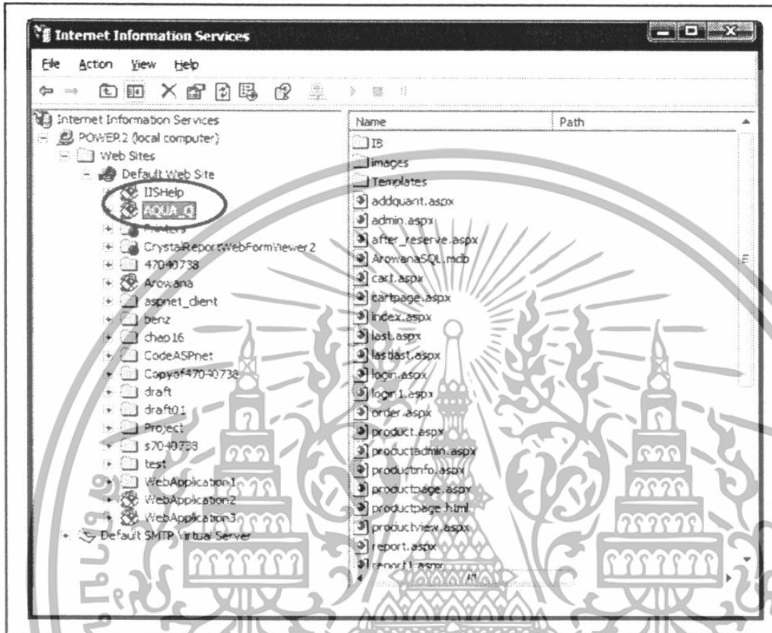 Internet Information Services
File Action View Help
Internet Information Services
POWER2 (local computer)
Web Sites
Default Web Site
IISHelp
AQUA_Q
Printers
CrystalReportWebFormViewer2
47040738
Arowana
aspnet_client
benz
chap16
CodeASPnet
Copyof47040738
draft
draft01
Project
s7040738
test
WebApplication1
WebApplication2
WebApplication3
Default SMTP Virtual Server
Name Path
IB
images
Templates
addquant.aspx
admin.aspx
after_reserve.aspx
ArowanaSQL.mdb
cart.aspx
cartpage.aspx
index.aspx
last.aspx
lastlast.aspx
login.aspx
login1.aspx
order.aspx
product.aspx
productadmin.aspx
productinfo.aspx
productpage.aspx
productpage.html
productview.aspx
report.aspx
report1.aspx